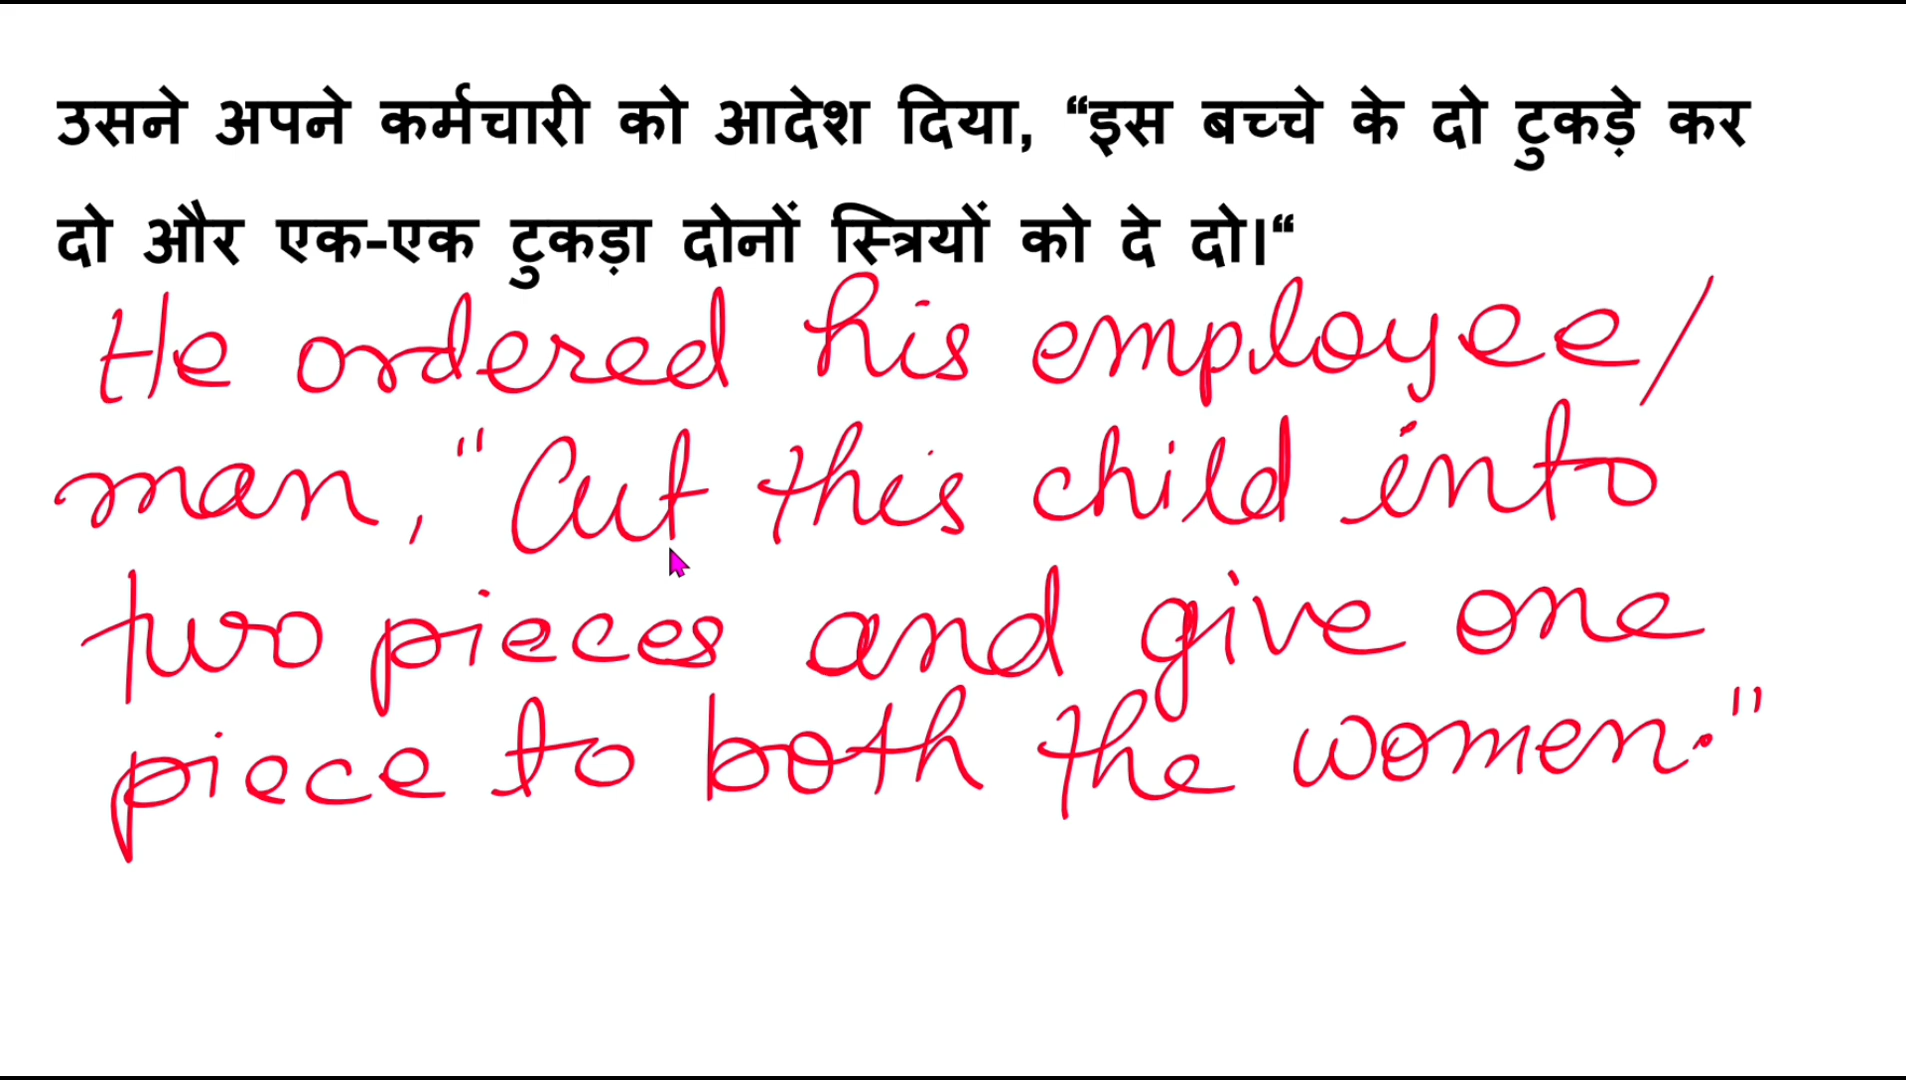 उसने अपने कर्मचारी को आदेश दिया, “इस बच्चे के दो टुकड़े कर
दो और एक-एक टुकड़ा दोनों स्त्रियों को दे दो।“
He ordered his employee/
man, "Cut this child into
two pieces and give one
piece to both the women."